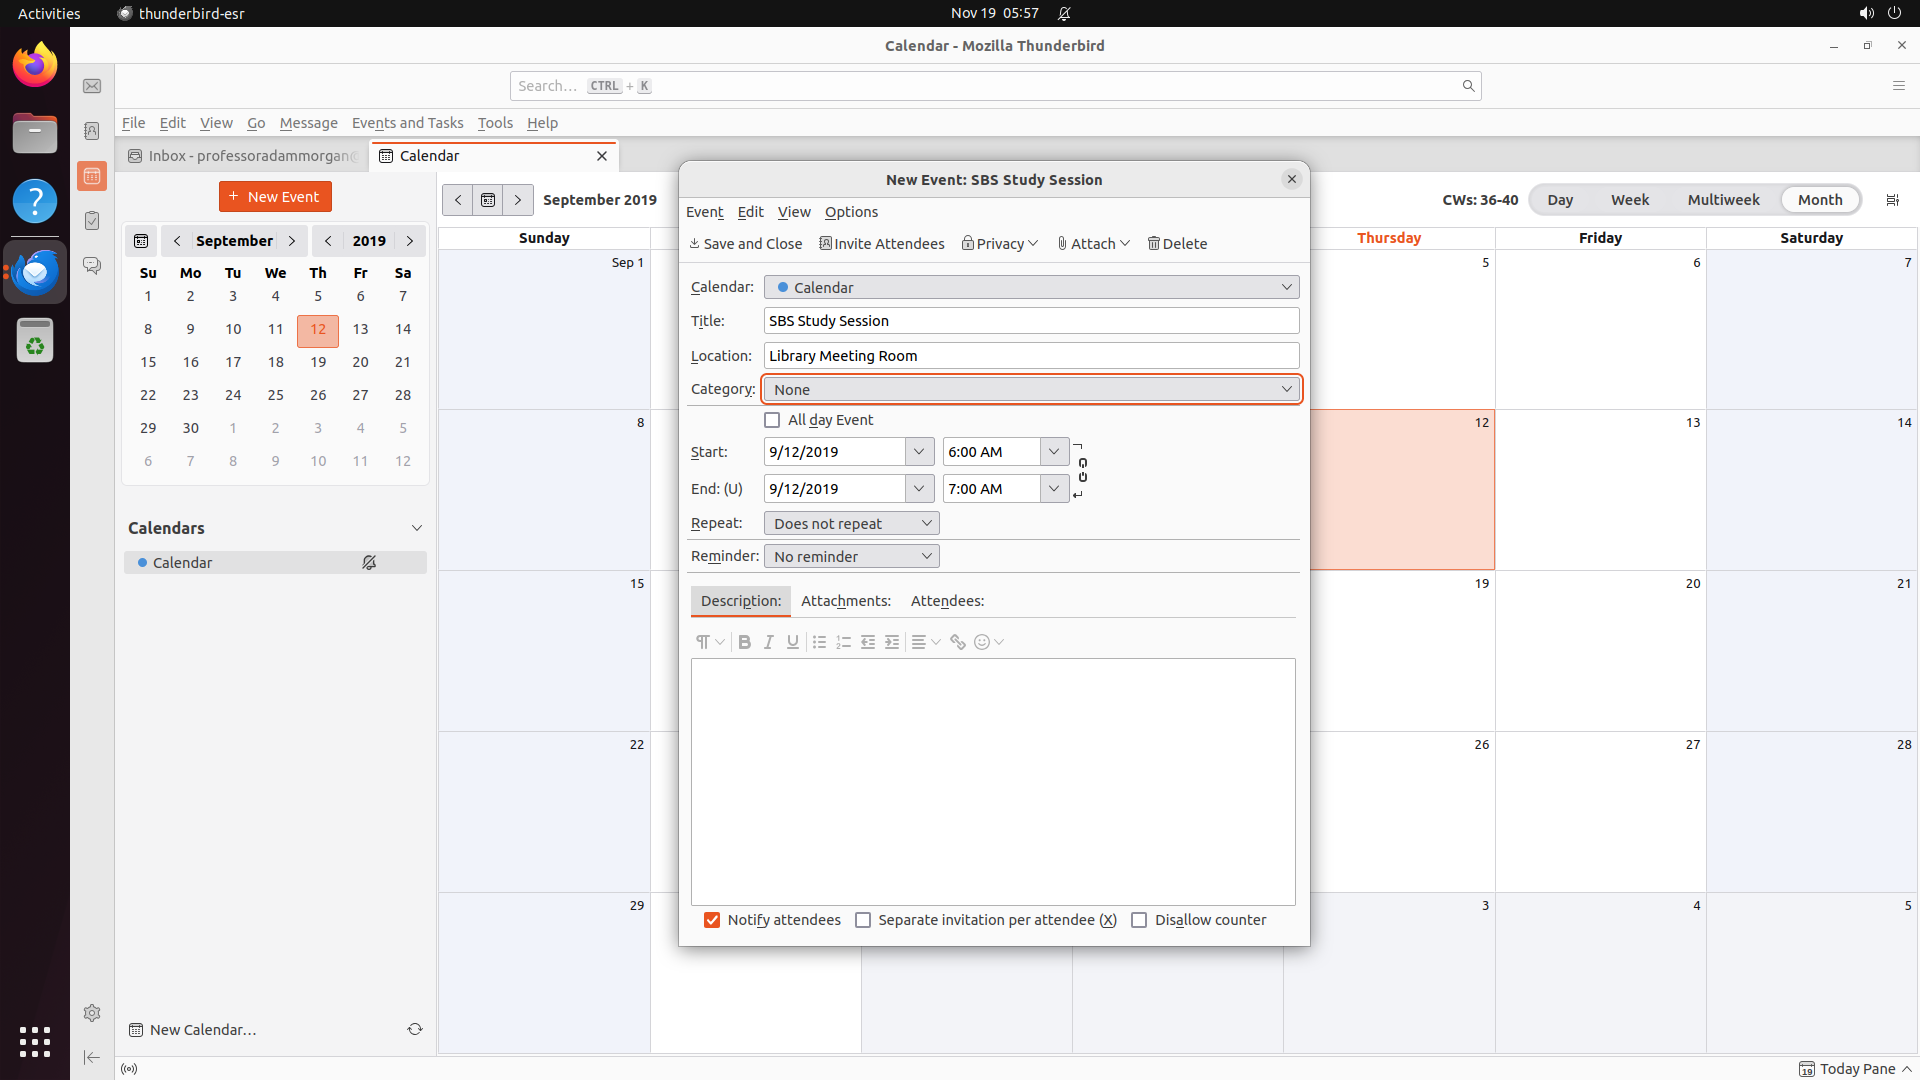 Activities
thunderbird-esr
Nov 19 05:57
Calendar - Mozilla Thunderbird
Search… CTRL + K
File Edit View Go Message Events and Tasks Tools Help
Inbox - professoradammorgan@
Calendar
+ New Event
September 2019
CWs: 36-40
Day Week Multiweek Month
September 2019
Su Mo Tu We Th Fr Sa
1 2 3 4 5 6 7
8 9 10 11 12 13 14
15 16 17 18 19 20 21
22 23 24 25 26 27 28
29 30 1 2 3 4 5
6 7 8 9 10 11 12
Calendars
Calendar
New Calendar…
Sunday Thursday Friday Saturday
Sep 1 5 6 7
8 12 13 14
15 19 20 21
22 26 27 28
29 3 4 5
New Event: SBS Study Session
Event Edit View Options
Save and Close Invite Attendees Privacy Attach Delete
Calendar: Calendar
Title: SBS Study Session
Location: Library Meeting Room
Category: None
All day Event
Start: 9/12/2019 6:00 AM
End: (U) 9/12/2019 7:00 AM
Repeat: Does not repeat
Reminder: No reminder
Description: Attachments: Attendees:
Notify attendees Separate invitation per attendee (X) Disallow counter
19 Today Pane